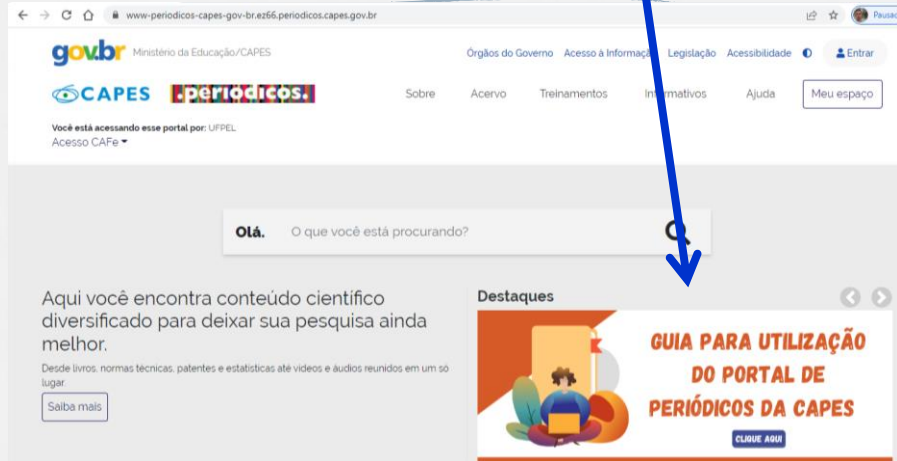 www-periodicos-capes-gov-br.ez66.periodicos.capes.gov.br
Pausad
gov.br Ministério da Educação/CAPES
Órgãos do Governo Acesso à Informação Legislação Acessibilidade Entrar
CAPES .periodicos.
Sobre Acervo Treinamentos Informativos Ajuda Meu espaço
Você está acessando esse portal por: UFPEL
Acesso CAFe
Olá. O que você está procurando?
Aqui você encontra conteúdo científico
diversificado para deixar sua pesquisa ainda
melhor.
Desde livros, normas técnicas, patentes e estatísticas até vídeos e áudios reunidos em um só
lugar.
Saiba mais
Destaques
GUIA PARA UTILIZAÇÃO
DO PORTAL DE
PERIÓDICOS DA CAPES
CLIQUE AQUI